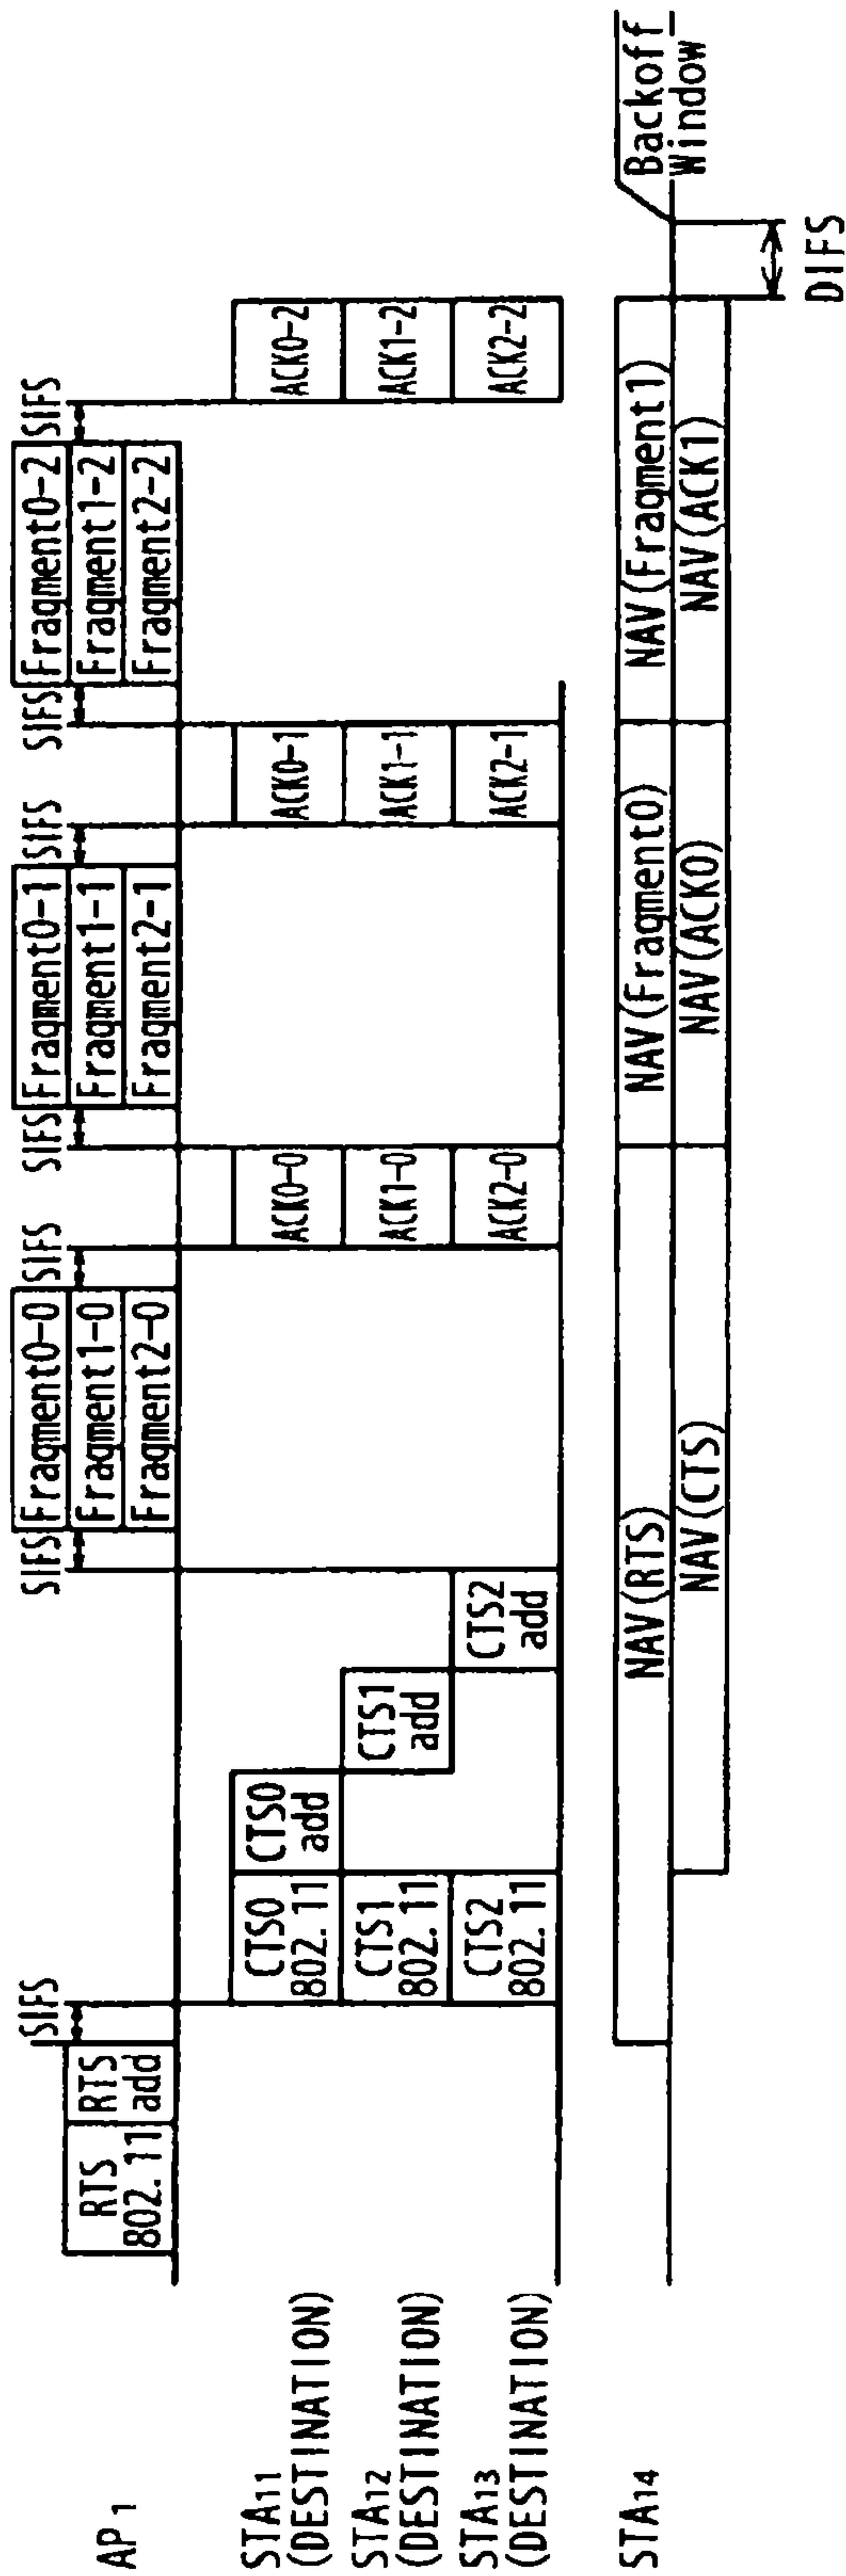 SIFS
SIFS
SIFS
SIFS
SIFS
SIFS
SIFS
AP1
RTS
802.11
RTS
add
Fragment0-0
Fragment1-0
Fragment2-0
Fragment0-1
Fragment1-1
Fragment2-1
Fragment0-2
Fragment1-2
Fragment2-2
STA11
(DESTINATION)
CTS0
802.11
CTS0
add
ACK0-0
ACK0-1
ACK0-2
STA12
(DESTINATION)
CTS1
802.11
CTS1
add
ACK1-0
ACK1-1
ACK1-2
STA13
(DESTINATION)
CTS2
802.11
CTS2
add
ACK2-0
ACK2-1
ACK2-2
STA14
NAV(RTS)
NAV(Fragment0)
NAV(Fragment1)
Backoff
Window
NAV(CTS)
NAV(ACK0)
NAV(ACK1)
DIFS